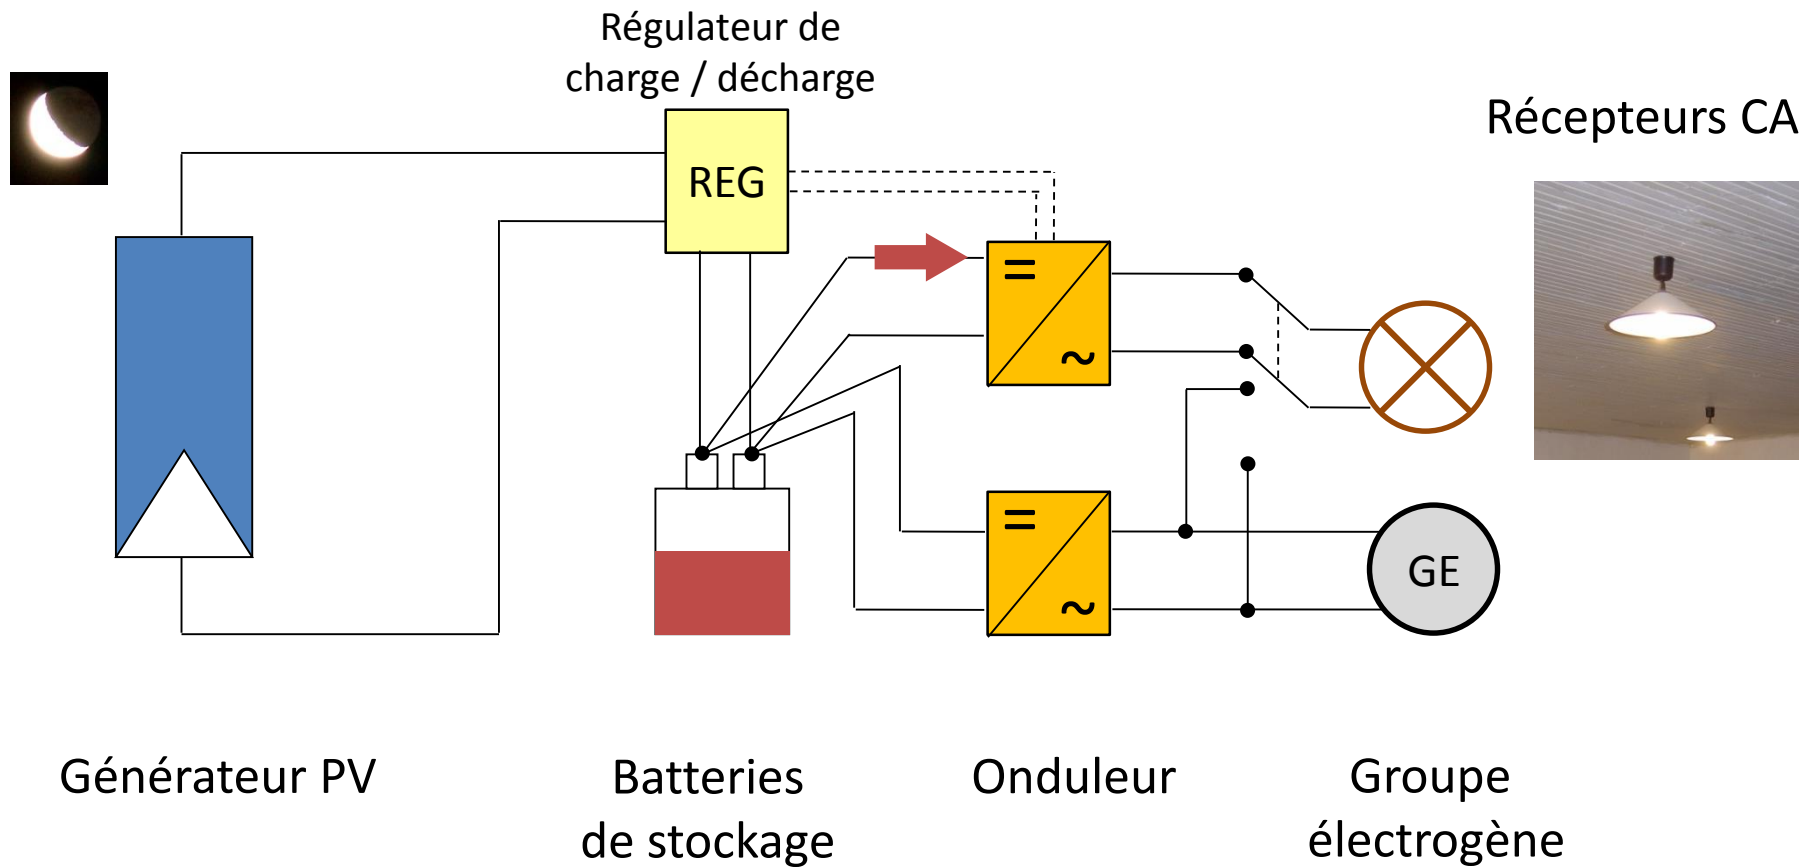 Régulateur de
charge / décharge
Récepteurs CA
REG
=
~
=
~
GE
Générateur PV
Batteries
de stockage
Onduleur
Groupe
électrogène